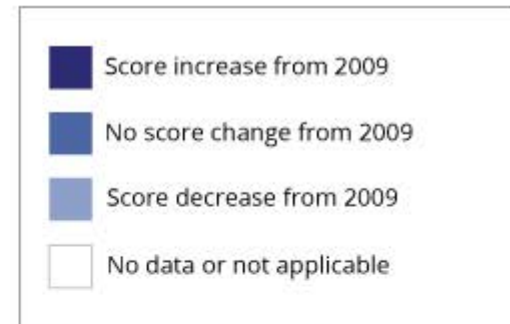 Score increase from 2009
No score change from 2009
Score decrease from 2009
No data or not applicable